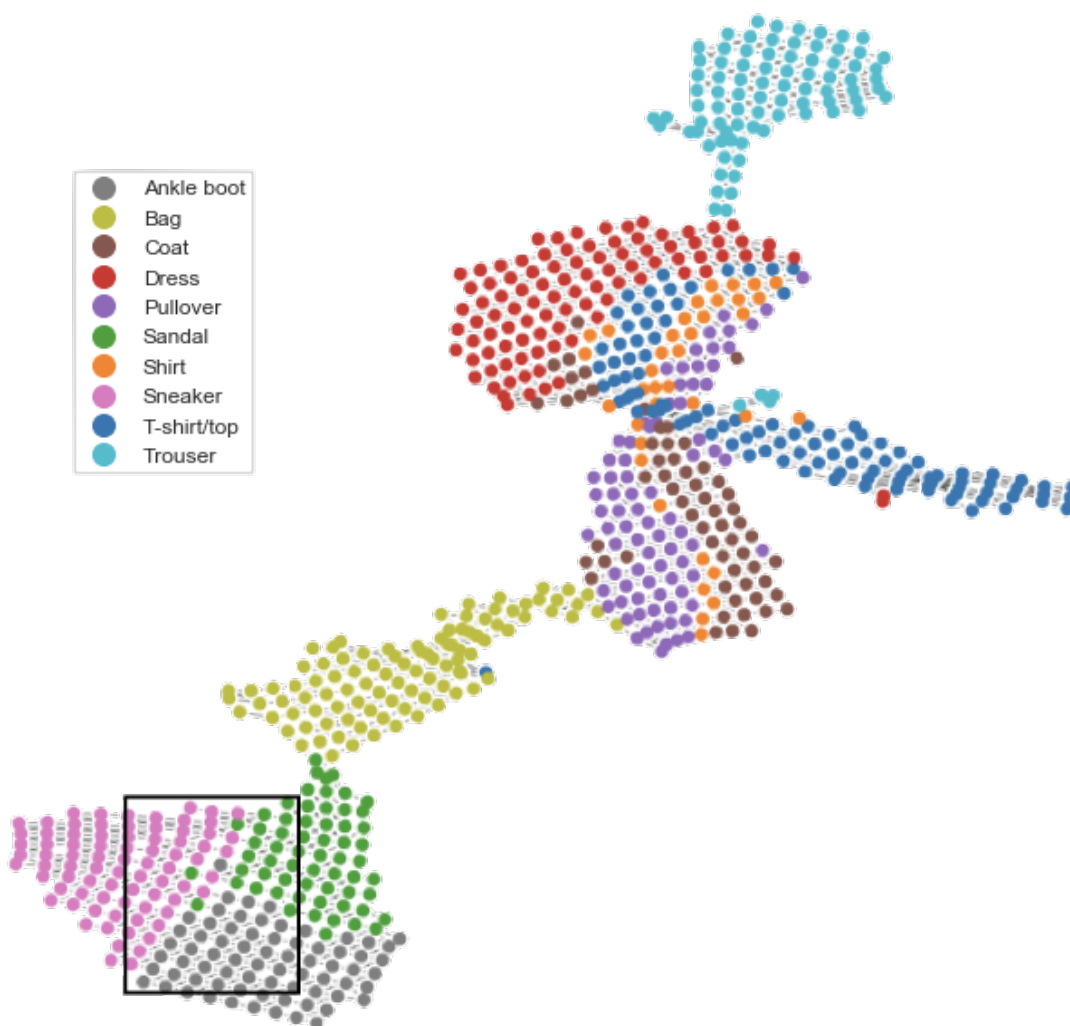 Ankle boot
Bag
Coat
Dress
Pullover
Sandal
Shirt
Sneaker
T-shirt/top
Trouser